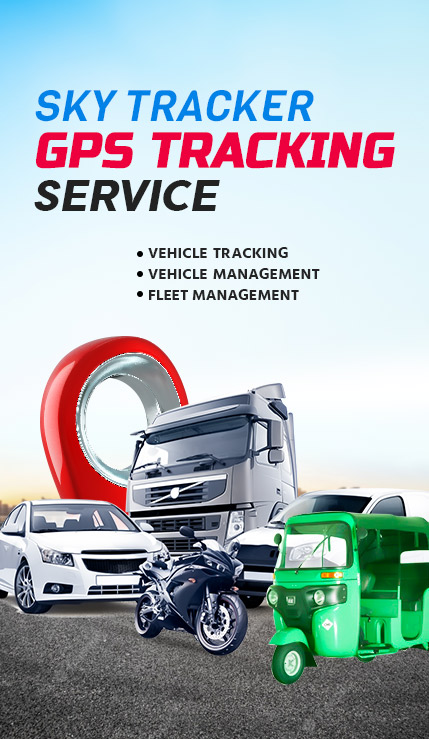 SKY TRACKER
GPS TRACKING
SERVICE
• VEHICLE TRACKING
• VEHICLE MANAGEMENT
• FLEET MANAGEMENT